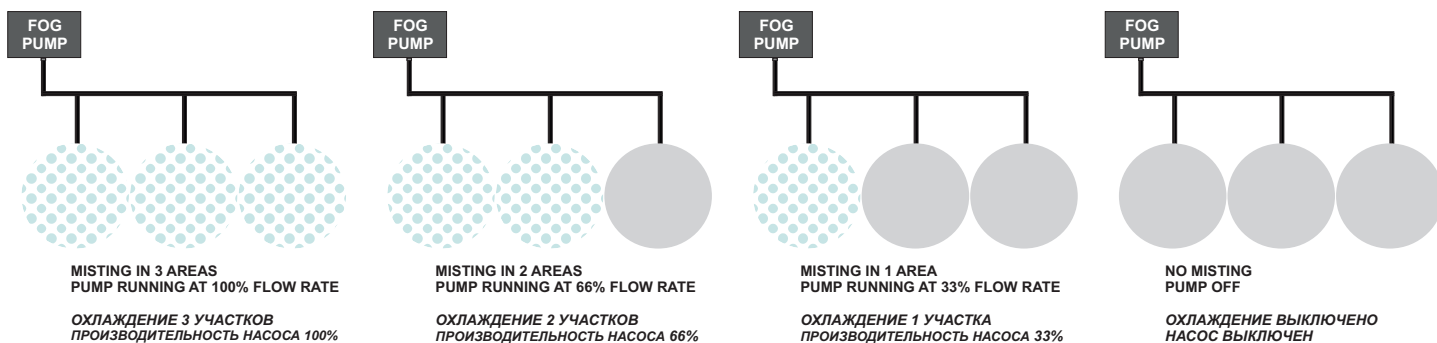 FOG
PUMP
FOG
PUMP
FOG
PUMP
FOG
PUMP
MISTING IN 3 AREAS
PUMP RUNNING AT 100% FLOW RATE
ОХЛАЖДЕНИЕ 3 УЧАСТКОВ
ПРОИЗВОДИТЕЛЬНОСТЬ НАСОСА 100%
MISTING IN 2 AREAS
PUMP RUNNING AT 66% FLOW RATE
ОХЛАЖДЕНИЕ 2 УЧАСТКОВ
ПРОИЗВОДИТЕЛЬНОСТЬ НАСОСА 66%
MISTING IN 1 AREA
PUMP RUNNING AT 33% FLOW RATE
ОХЛАЖДЕНИЕ 1 УЧАСТКА
ПРОИЗВОДИТЕЛЬНОСТЬ НАСОСА 33%
NO MISTING
PUMP OFF
ОХЛАЖДЕНИЕ ВЫКЛЮЧЕНО
НАСОС ВЫКЛЮЧЕН